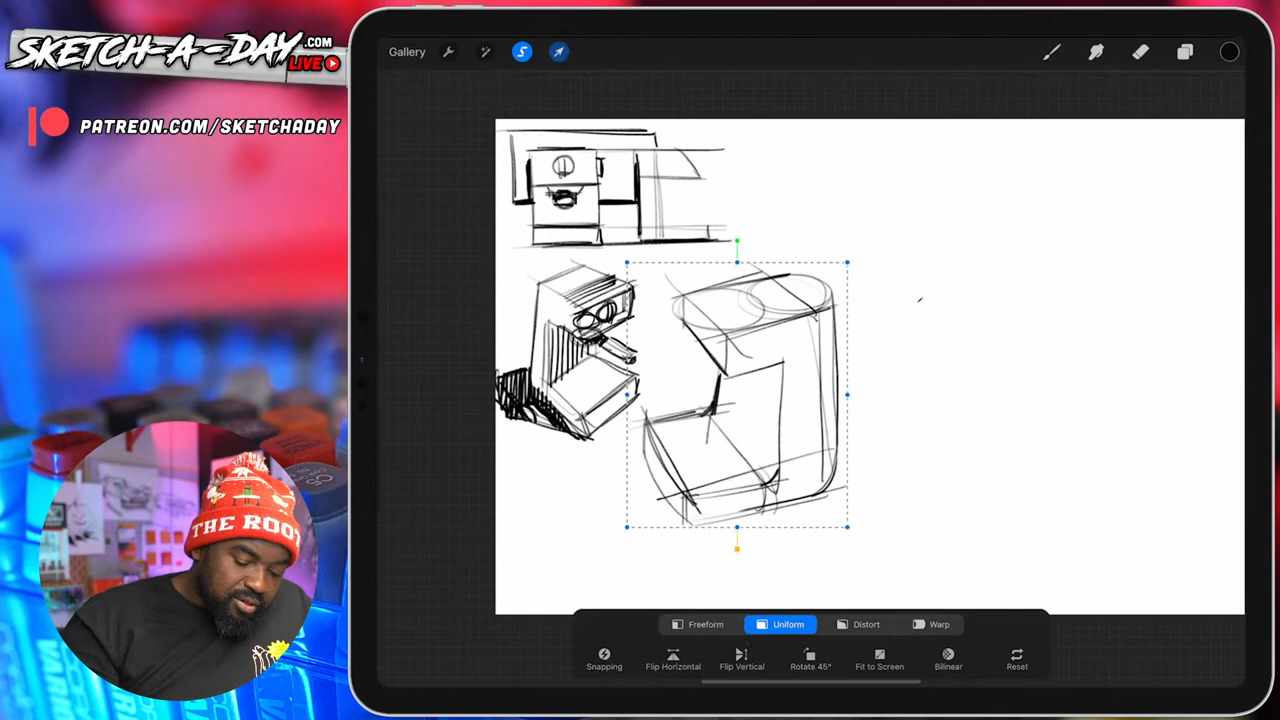 SKETCH-A-DAY.COM
LIVE
PATREON.COM/SKETCHADAY
Gallery
THE ROO
Freeform
Uniform
Distort
Warp
Snapping
Flip Horizontal
Flip Vertical
Rotate 45°
Fit to Screen
Bilinear
Reset